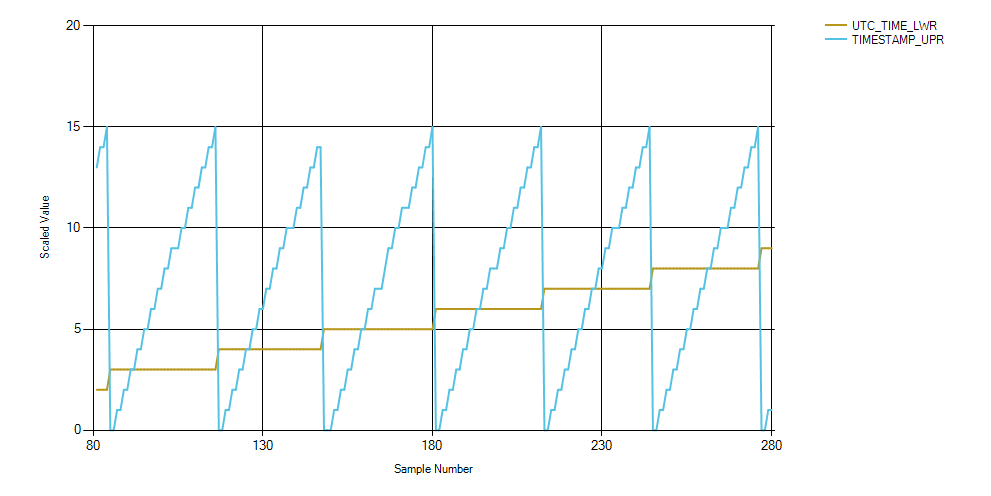 20
15
10
5
0
80
130
180
230
280
Scaled Value
Sample Number
UTC_TIME_LWR
TIMESTAMP_UPR